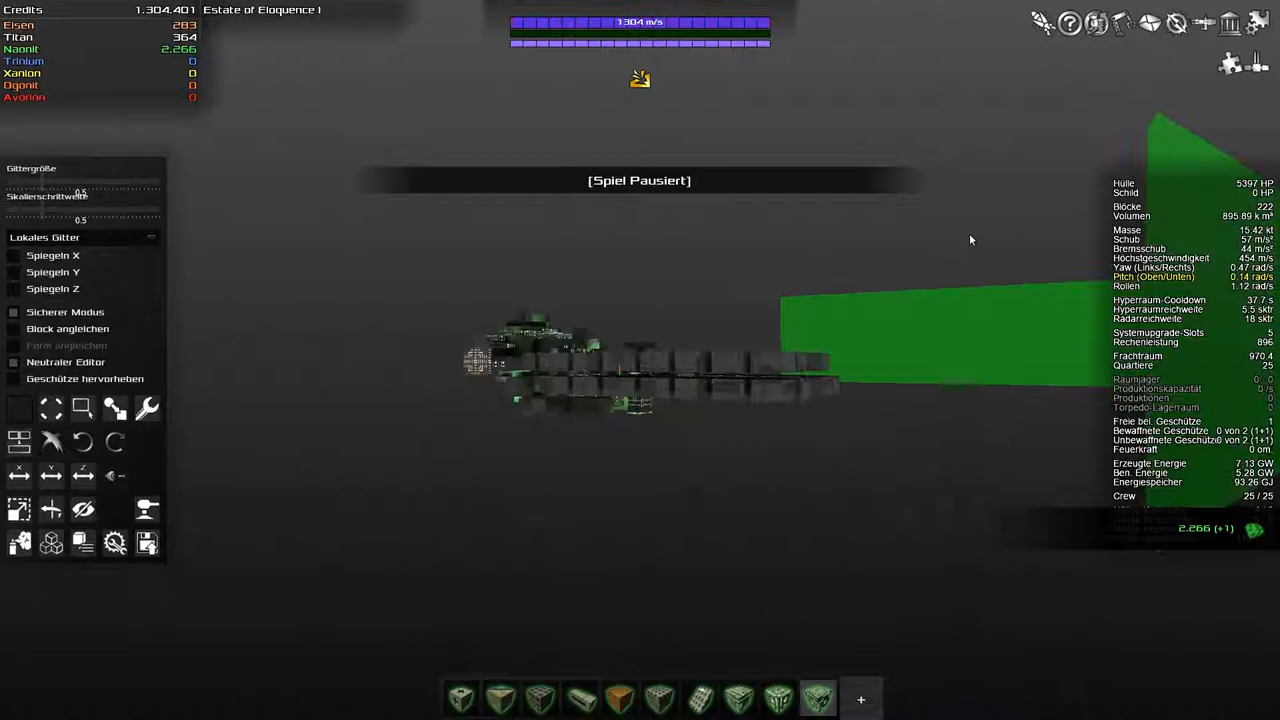 Credits 1.304.401 Estate of Eloquence I
Eisen 283
Titan 364
Naonit 2.266
Trinium 0
Xanion 0
Ogonit 0
Avorion 0
1304 m/s
[Spiel Pausiert]
Gittergröße
0.5
Skalierschrittweite
0.5
Lokales Gitter
Spiegeln X
Spiegeln Y
Spiegeln Z
Sicherer Modus
Block angleichen
Form angleichen
Neutraler Editor
Geschütze hervorheben
X Y Z
Hülle 5397 HP
Schild 0 HP
Blöcke 222
Volumen 895.89 k m³
Masse 15.42 kt
Schub 57 m/s²
Bremsschub 44 m/s²
Höchstgeschwindigkeit 454 m/s
Yaw (Links/Rechts) 0.47 rad/s
Pitch (Oben/Unten) 0.14 rad/s
Rollen 1.12 rad/s
Hyperraum-Cooldown 37.7 s
Hyperraumreichweite 5.5 sktr
Radarreichweite 18 sktr
Systemupgrade-Slots 5
Rechenleistung 896
Frachtraum 970.4
Quartiere 25
Raumjäger 0 - 0
Produktionskapazität 0 / s
Produktionen 0
Torpedo-Lagerraum 0
Freie bel. Geschütze 1
Bewaffnete Geschütze 0 von 2 (1+1)
Unbewaffnete Geschütze 0 von 2 (1+1)
Feuerkraft 0 om.
Erzeugte Energie 7.13 GW
Ben. Energie 5.28 GW
Energiespeicher 93.26 GJ
Crew 25 / 25
2.266 (+1)
+